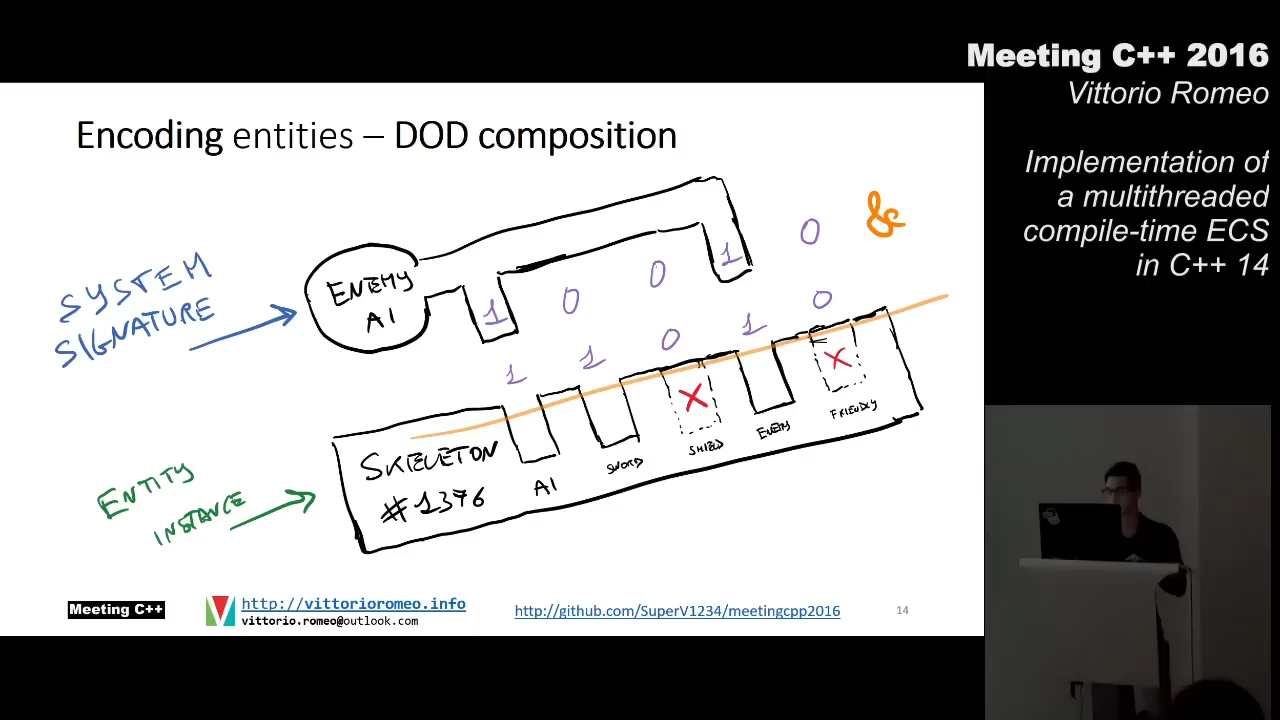 Meeting C++ 2016
Vittorio Romeo
Implementation of
a multithreaded
compile-time ECS
in C++ 14
Encoding entities – DOD composition
SYSTEM
SIGNATURE
ENEMY
AI
1 0 0 1 0 &
1 1 0 1 0
ENTITY
INSTANCE
SKELETON
#1376
AI
SWORD
SHIELD
ENEMY
FRIENDLY
Meeting C++
http://vittorioromeo.info
vittorio.romeo@outlook.com
http://github.com/SuperV1234/meetingcpp2016
14